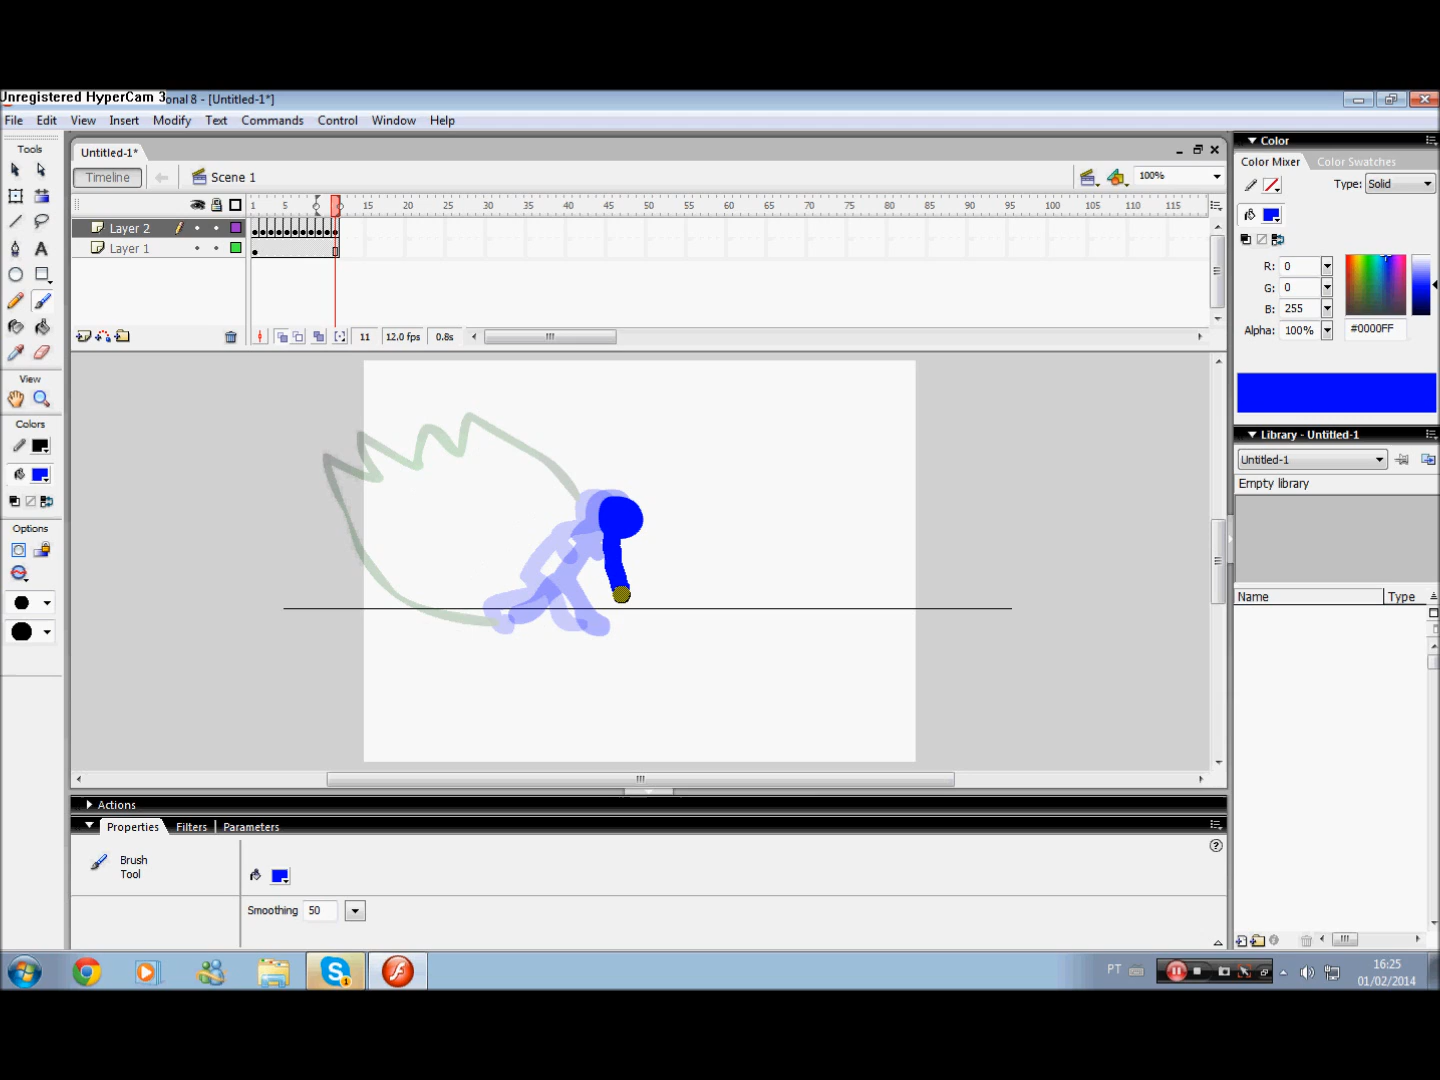 Unregistered HyperCam 3
onal 8 - [Untitled-1*]
File Edit View Insert Modify Text Commands Control Window Help
Tools
Untitled-1*
Timeline
Scene 1
100%
1 5 15 20 25 30 35 40 45 50 55 60 65 70 75 80 85 90 95 100 105 110 115
Layer 2
Layer 1
11 12.0 fps 0.8s
View
Colors
Options
Color
Color Mixer Color Swatches
Type: Solid
R: 0
G: 0
B: 255
Alpha: 100% #0000FF
Library - Untitled-1
Untitled-1
Empty library
Name Type
Actions
Properties Filters Parameters
Brush
Tool
Smoothing 50
PT
16:25
01/02/2014